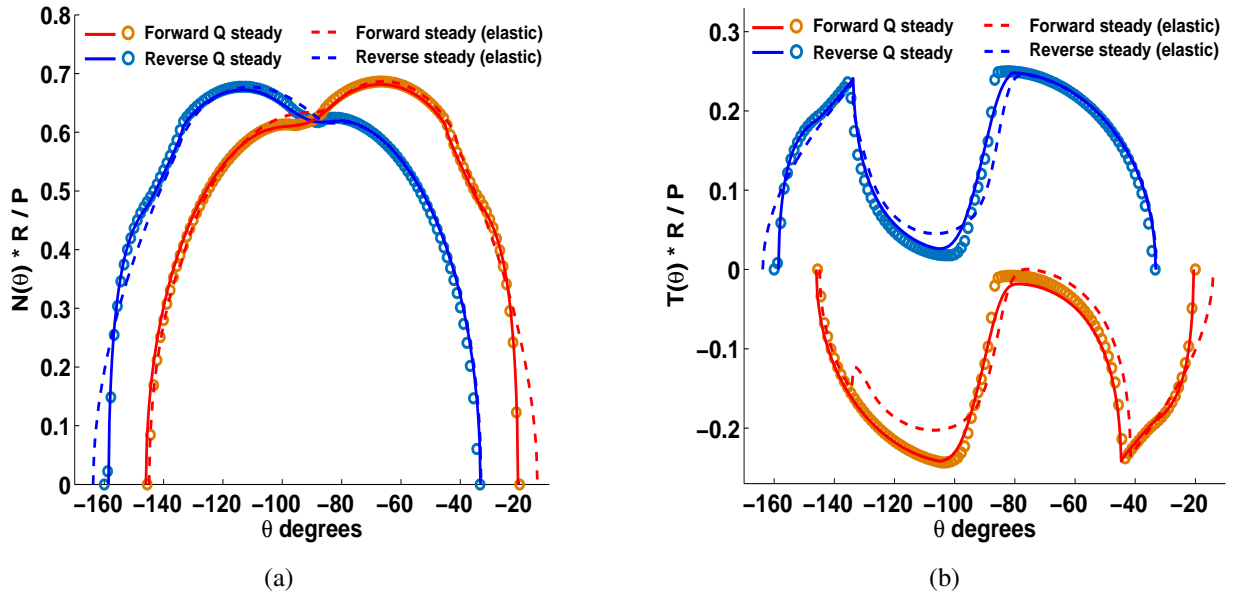 0.8
0.7
0.6
0.5
0.4
0.3
0.2
0.1
0
N(θ) * R / P
Forward Q steady
Reverse Q steady
Forward steady (elastic)
Reverse steady (elastic)
−160 −140 −120 −100 −80 −60 −40 −20
θ degrees
(a)
0.3
0.2
0.1
0
−0.1
−0.2
T(θ) * R / P
Forward Q steady
Reverse Q steady
Forward steady (elastic)
Reverse steady (elastic)
−160 −140 −120 −100 −80 −60 −40 −20
θ degrees
(b)